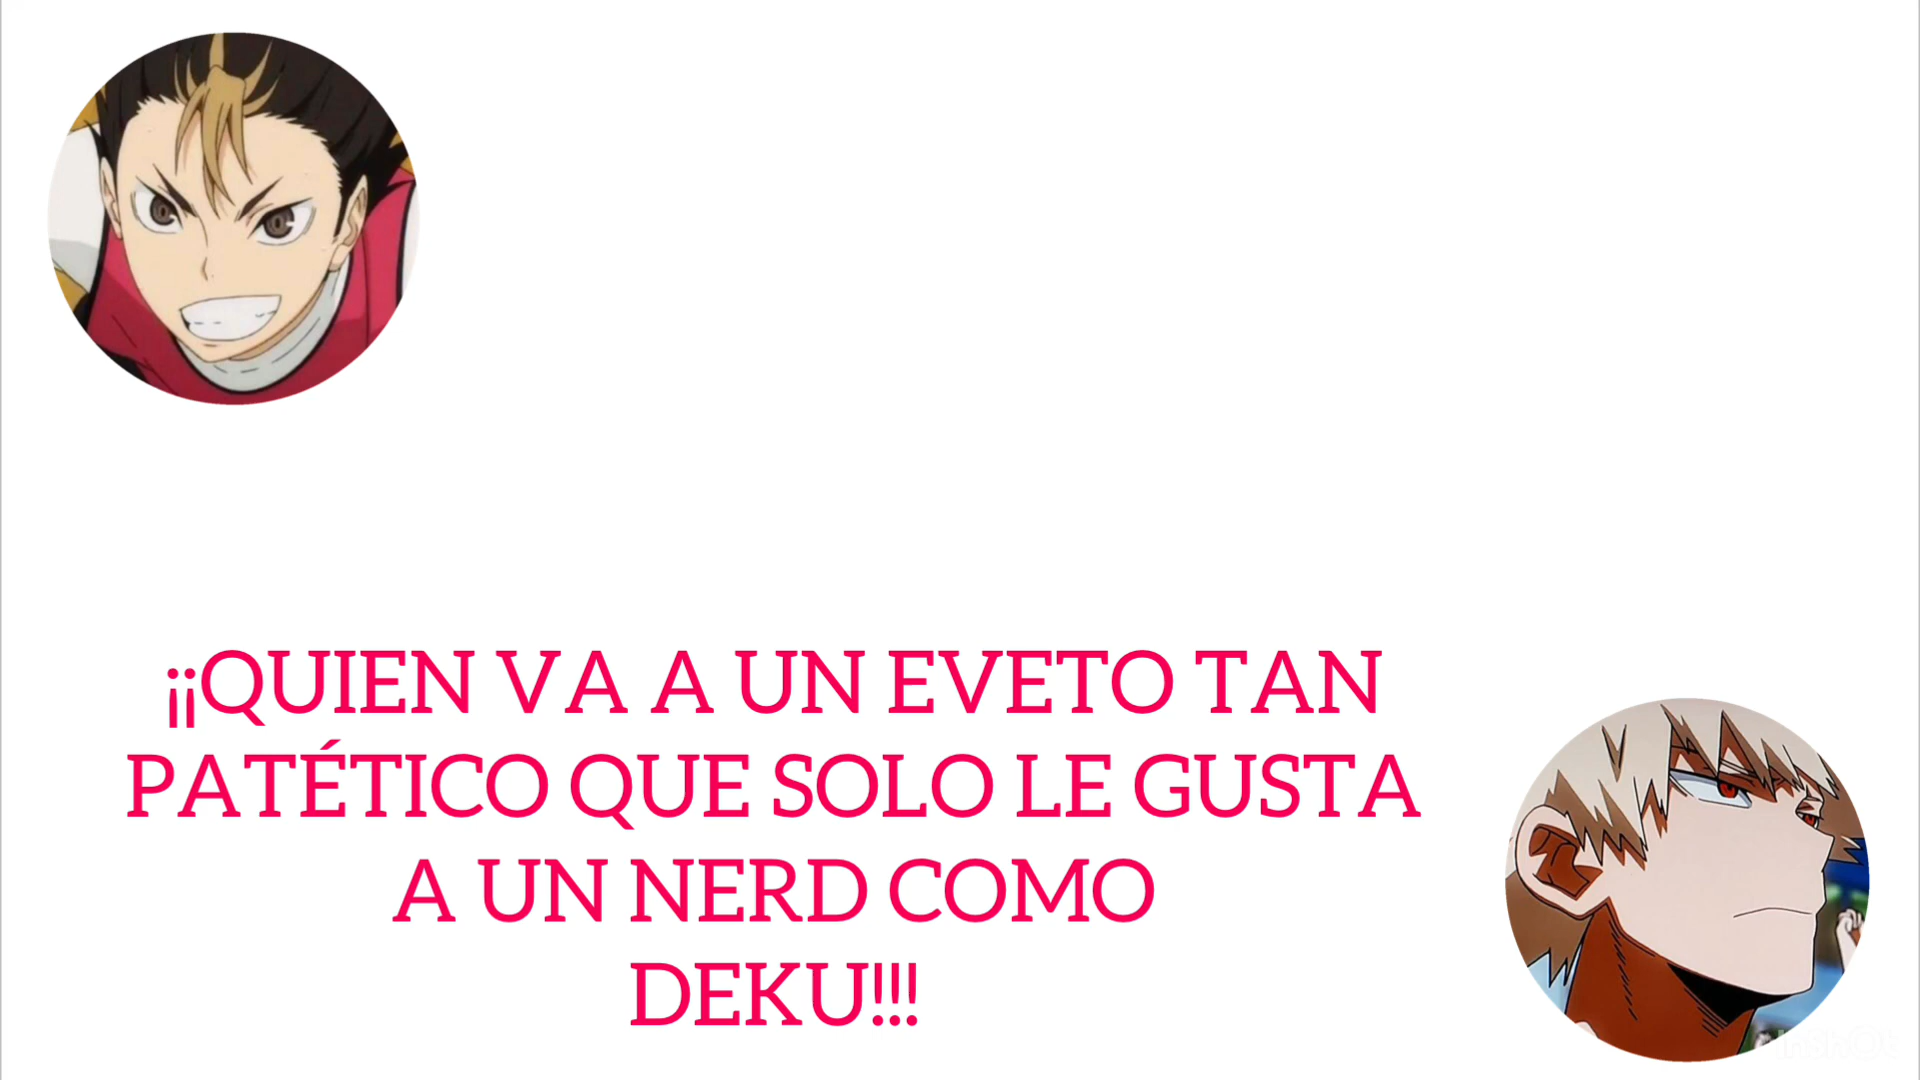 ¡¡QUIEN VA A UN EVETO TAN
PATÉTICO QUE SOLO LE GUSTA
A UN NERD COMO
DEKU!!!